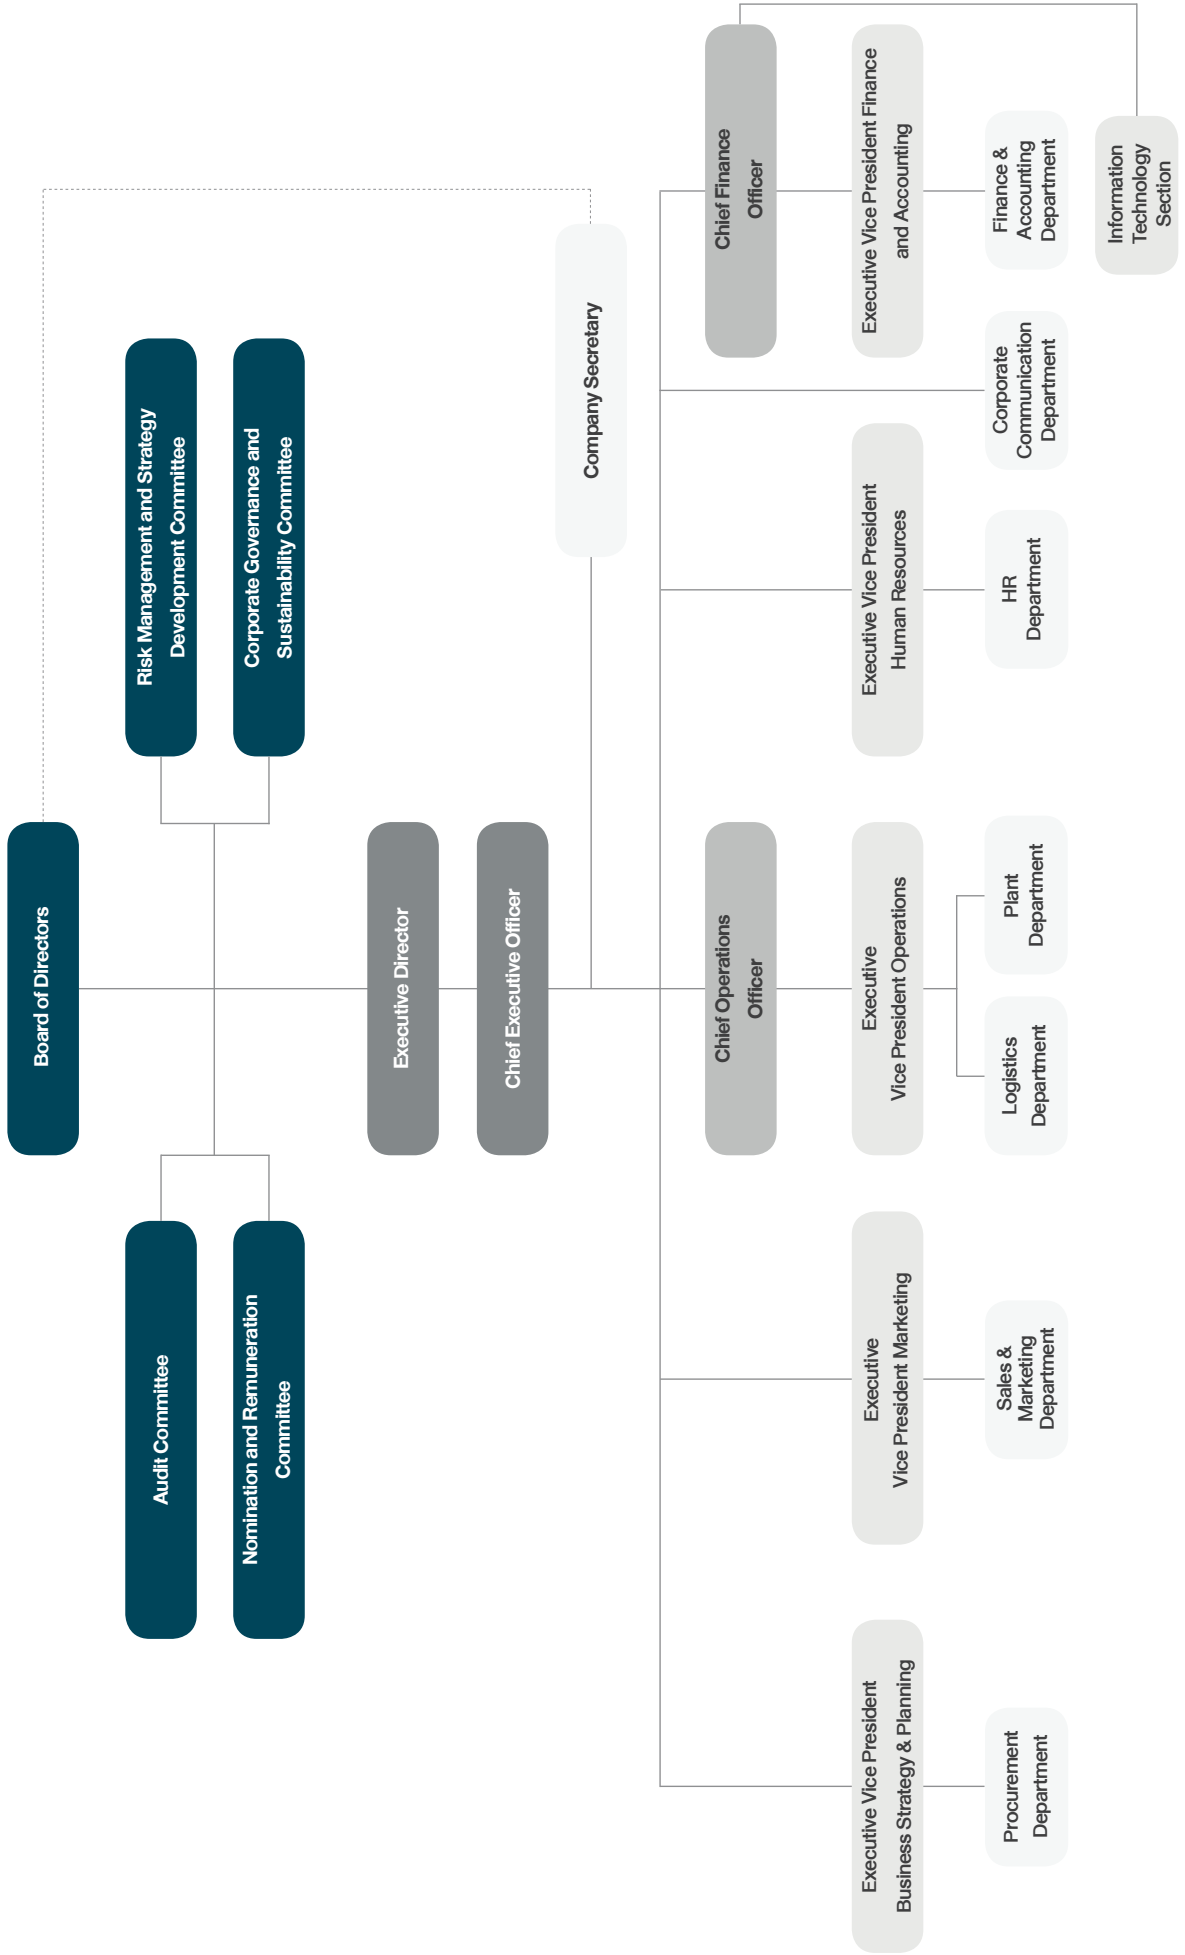 Board of Directors
Audit Committee
Nomination and Remuneration
Committee
Risk Management and Strategy
Development Committee
Corporate Governance and
Sustainability Committee
Executive Director
Chief Executive Officer
Company Secretary
Chief Operations
Officer
Chief Finance
Officer
Executive Vice President
Business Strategy & Planning
Executive
Vice President Marketing
Executive
Vice President Operations
Executive Vice President
Human Resources
Executive Vice President Finance
and Accounting
Procurement
Department
Sales &
Marketing
Department
Logistics
Department
Plant
Department
HR
Department
Corporate
Communication
Department
Finance &
Accounting
Department
Information
Technology
Section